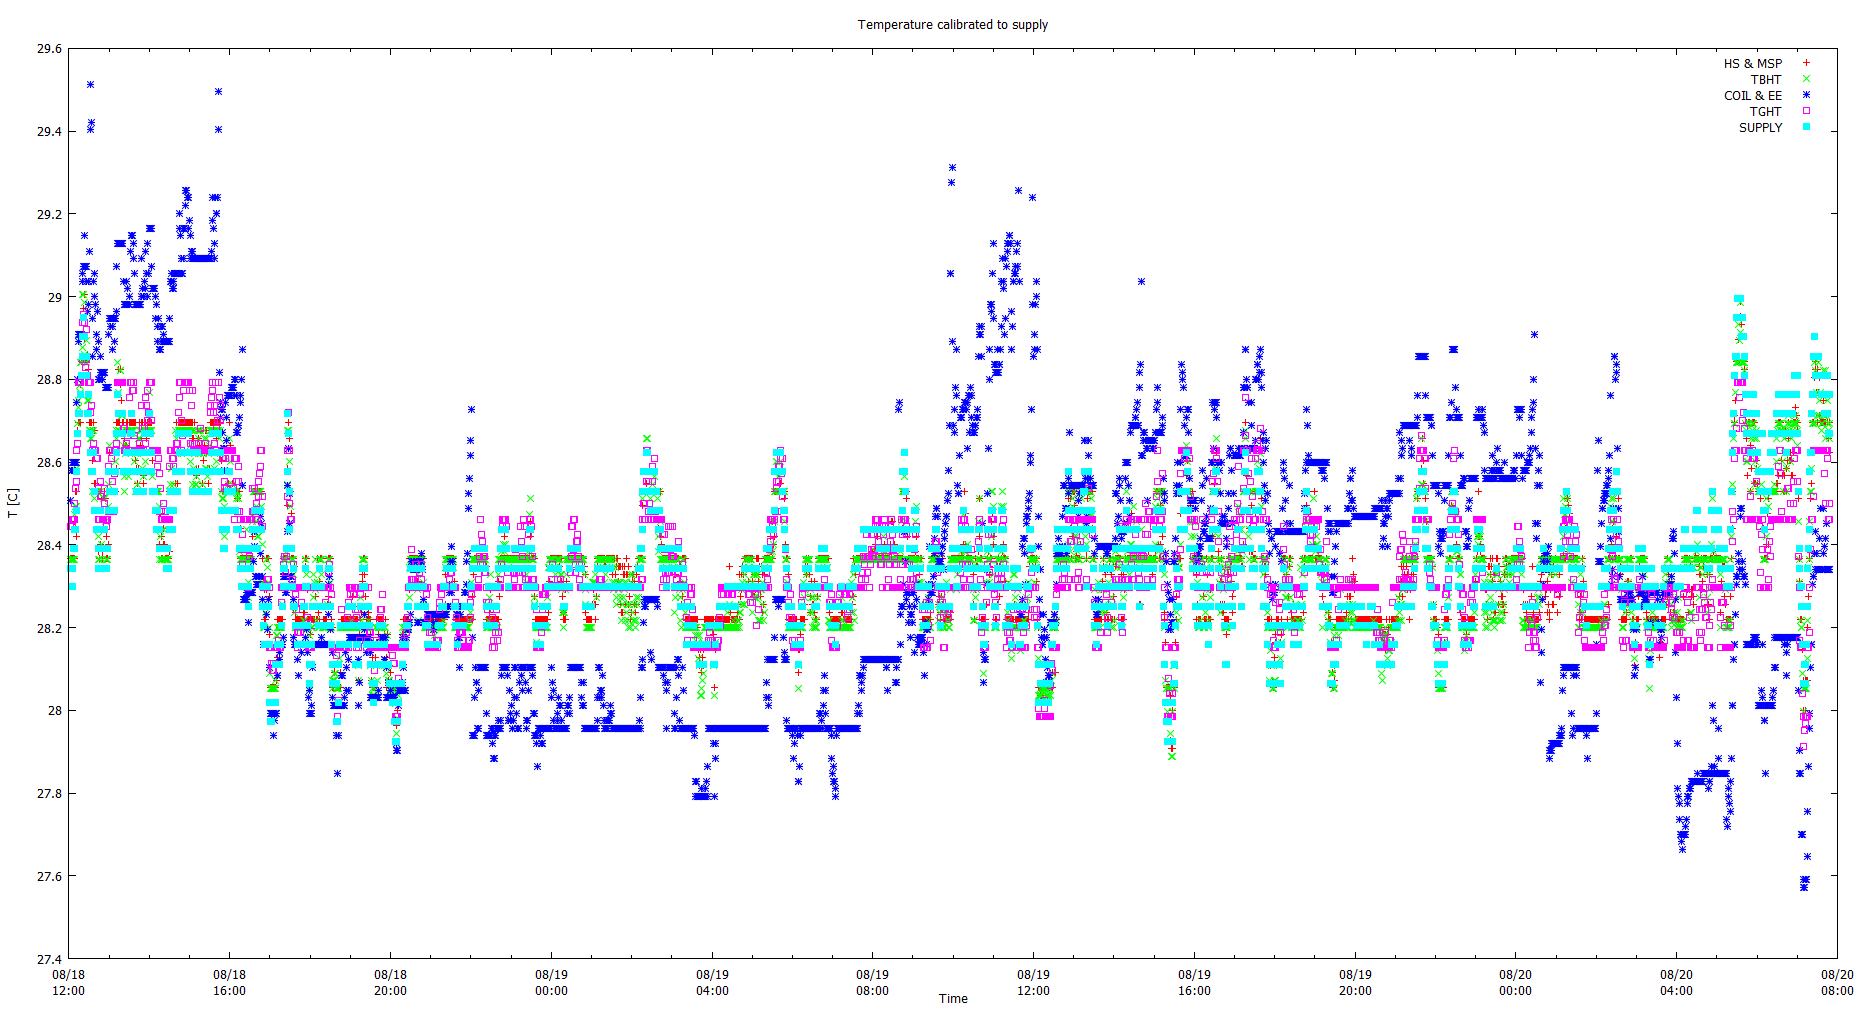 Temperature calibrated to supply
HS & MSP
TBHT
COIL & EE
TGHT
SUPPLY
29.6
29.4
29.2
29
28.8
28.6
28.4
28.2
28
27.8
27.6
27.4
T [C]
08/18 08/18 08/18 08/19 08/19 08/19 08/19 08/19 08/19 08/20 08/20 08/20
12:00 16:00 20:00 00:00 04:00 08:00 12:00 16:00 20:00 00:00 04:00 08:00
Time